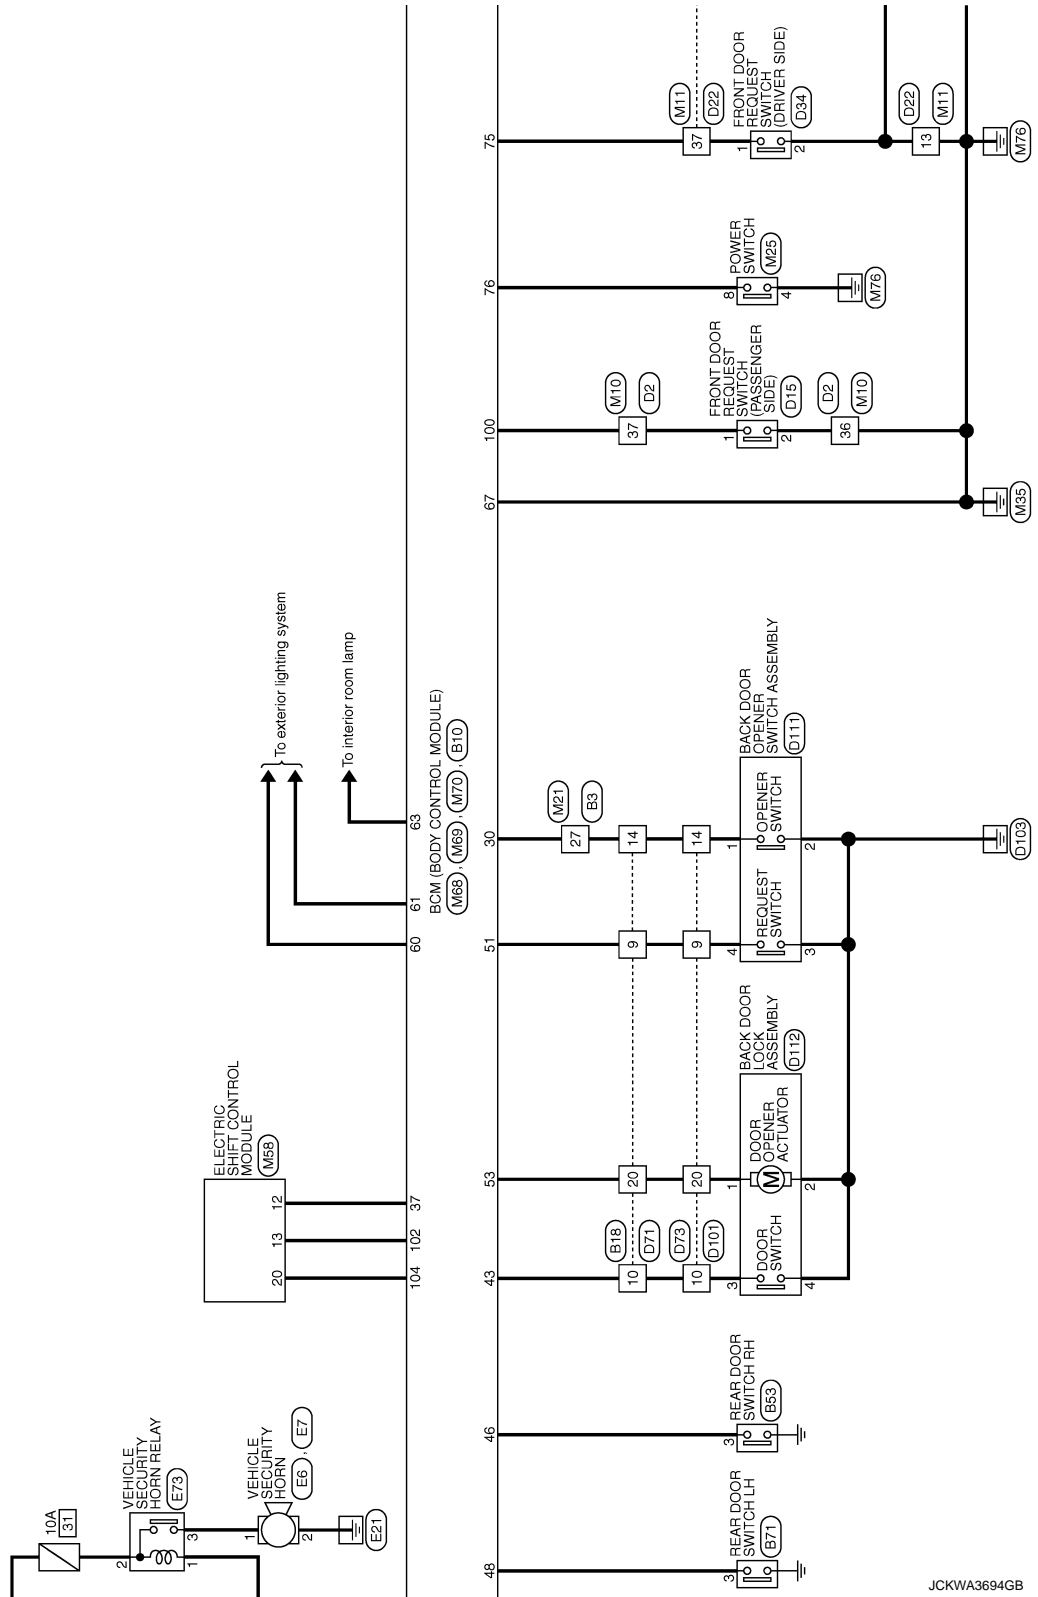 10A
31
VEHICLE
SECURITY
HORN RELAY
E73
2
1
3
VEHICLE
SECURITY
HORN
E6 , E7
1
2
E21
ELECTRIC
SHIFT CONTROL
MODULE
M58
20
13
12
104
102
37
To exterior lighting system
To interior room lamp
60
61
63
BCM (BODY CONTROL MODULE)
M68 , M69 , M70 , B10
48
46
43
53
51
30
67
100
76
75
REAR DOOR
SWITCH LH
B71
3
REAR DOOR
SWITCH RH
B53
3
B18
D71
D73
D101
10
10
20
20
9
9
14
14
27
M21
B3
BACK DOOR
LOCK
ASSEMBLY
D112
DOOR
SWITCH
3
4
DOOR
OPENER
ACTUATOR
M
1
2
BACK DOOR
OPENER
SWITCH ASSEMBLY
D111
REQUEST
SWITCH
4
3
OPENER
SWITCH
1
2
D103
M35
M10
D2
37
FRONT DOOR
REQUEST
SWITCH
(PASSENGER
SIDE)
D15
1
2
D2
M10
36
POWER
SWITCH
M25
8
4
M76
M11
D22
37
FRONT DOOR
REQUEST
SWITCH
(DRIVER SIDE)
D34
1
2
D22
M11
13
M76
JCKWA3694GB